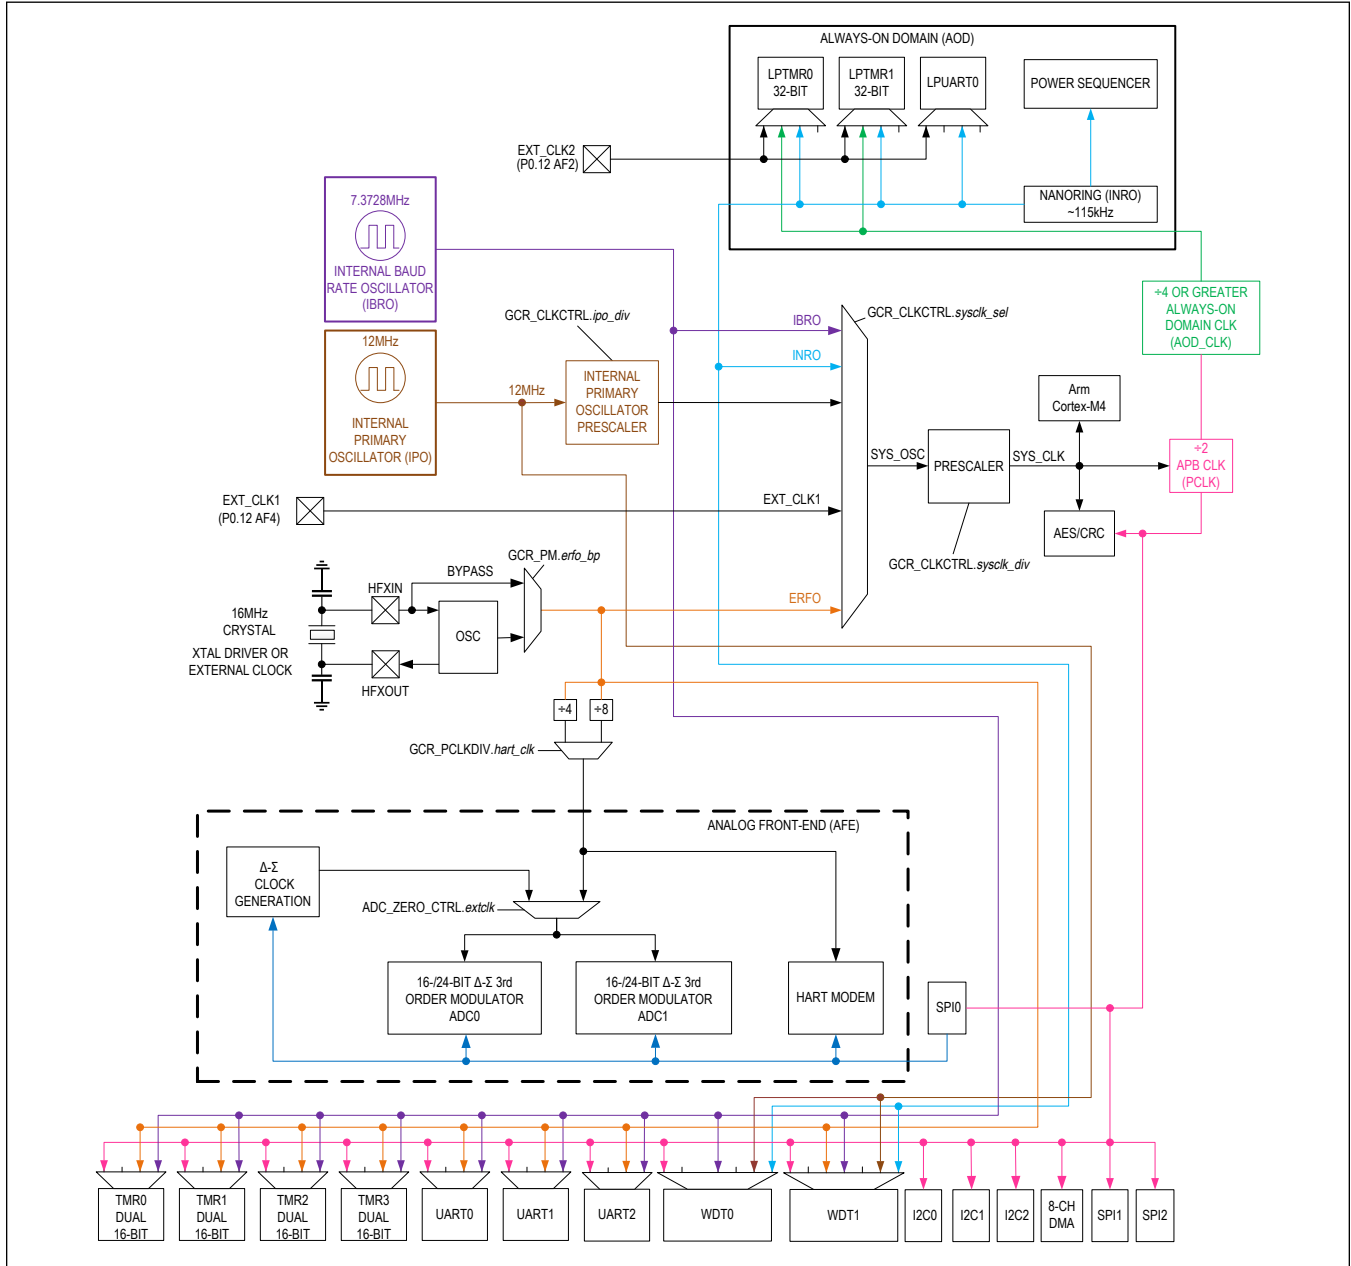 ALWAYS-ON DOMAIN (AOD)
LPTMR0
32-BIT
LPTMR1
32-BIT
LPUART0
POWER SEQUENCER
EXT_CLK2
(P0.12 AF2)
NANORING (INRO)
~115kHz
7.3728MHz
INTERNAL BAUD
RATE OSCILLATOR
(IBRO)
÷4 OR GREATER
ALWAYS-ON
DOMAIN CLK
(AOD_CLK)
GCR_CLKCTRL.ipo_div
GCR_CLKCTRL.sysclk_sel
IBRO
INRO
12MHz
INTERNAL
PRIMARY
OSCILLATOR (IPO)
12MHz
INTERNAL
PRIMARY
OSCILLATOR
PRESCALER
Arm
Cortex-M4
SYS_OSC
PRESCALER
SYS_CLK
÷2
APB CLK
(PCLK)
EXT_CLK1
(P0.12 AF4)
EXT_CLK1
AES/CRC
GCR_CLKCTRL.sysclk_div
GCR_PM.erfo_bp
BYPASS
HFXIN
ERFO
16MHz
CRYSTAL
XTAL DRIVER OR
EXTERNAL CLOCK
OSC
HFXOUT
÷4
÷8
GCR_PCLKDIV.hart_clk
ANALOG FRONT-END (AFE)
Δ-Σ
CLOCK
GENERATION
ADC_ZERO_CTRL.extclk
16-/24-BIT Δ-Σ 3rd
ORDER MODULATOR
ADC0
16-/24-BIT Δ-Σ 3rd
ORDER MODULATOR
ADC1
HART MODEM
SPI0
TMR0
DUAL
16-BIT
TMR1
DUAL
16-BIT
TMR2
DUAL
16-BIT
TMR3
DUAL
16-BIT
UART0
UART1
UART2
WDT0
WDT1
I2C0
I2C1
I2C2
8-CH
DMA
SPI1
SPI2